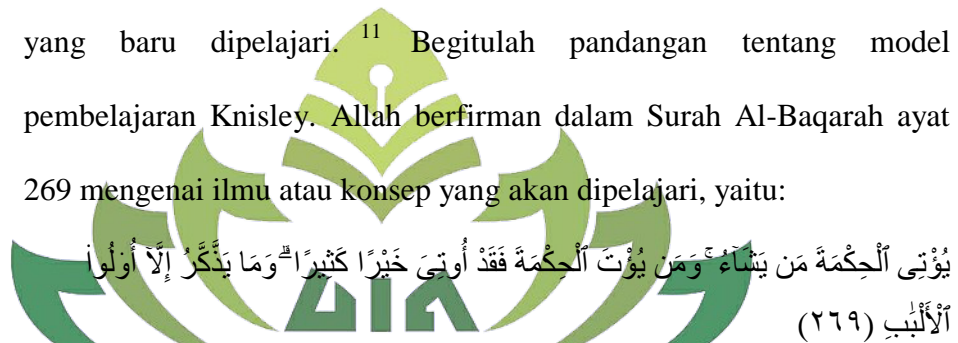 yang baru dipelajari. 11 Begitulah pandangan tentang model
pembelajaran Knisley. Allah berfirman dalam Surah Al-Baqarah ayat
269 mengenai ilmu atau konsep yang akan dipelajari, yaitu:
يُؤْتِى ٱلْحِكْمَةَ مَن يَشَآءُ ۚ وَمَن يُؤْتَ ٱلْحِكْمَةَ فَقَدْ أُوتِىَ خَيْرًا كَثِيرًا ۗ وَمَا يَذَّكَّرُ إِلَّآ أُو۟لُوا۟
ٱلْأَلْبَٰبِ (٢٦٩)